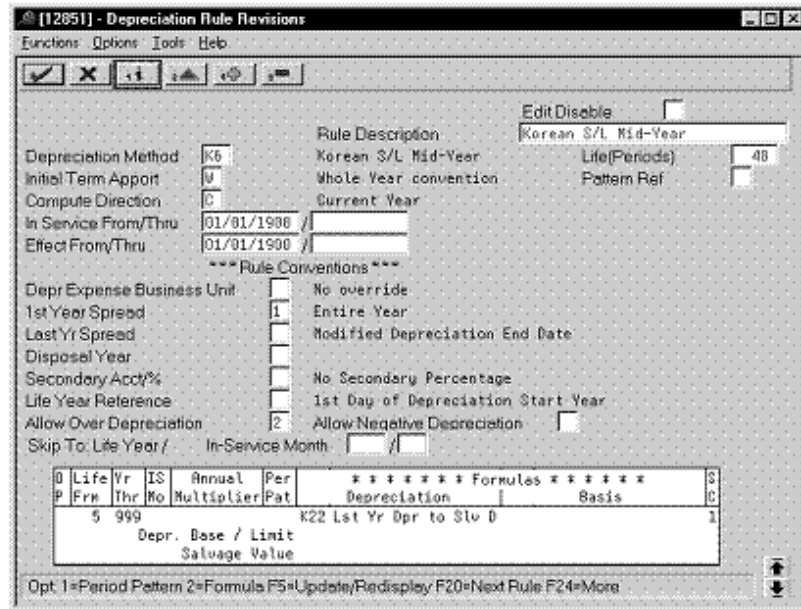 [12851] - Depreciation Rule Revisions
Functions Options Tools Help
Edit Disable
Rule Description Korean S/L Mid-Year
Depreciation Method K6 Korean S/L Mid-Year Life(Periods) 48
Initial Term Apport W Whole Year convention Pattern Ref
Compute Direction C Current Year
In Service From/Thru 01/01/1900 /
Effect From/Thru 01/01/1900 /
***Rule Conventions***
Depr Expense Business Unit No override
1st Year Spread 1 Entire Year
Last Yr Spread Modified Depreciation End Date
Disposal Year
Secondary Acct/% No Secondary Percentage
Life Year Reference 1st Day of Depreciation Start Year
Allow Over Depreciation 2 Allow Negative Depreciation
Skip To: Life Year / In-Service Month /
O Life Yr IS Annual Per * * * * * * * Formulas * * * * * * S
P Frm Thr Mo Multiplier Pat Depreciation Basis C
5 999 K22 Lst Yr Dpr to Slv D 1
Depr. Base / Limit
Salvage Value
Opt 1=Period Pattern 2=Formula F5=Update/Redisplay F20=Next Rule F24=More